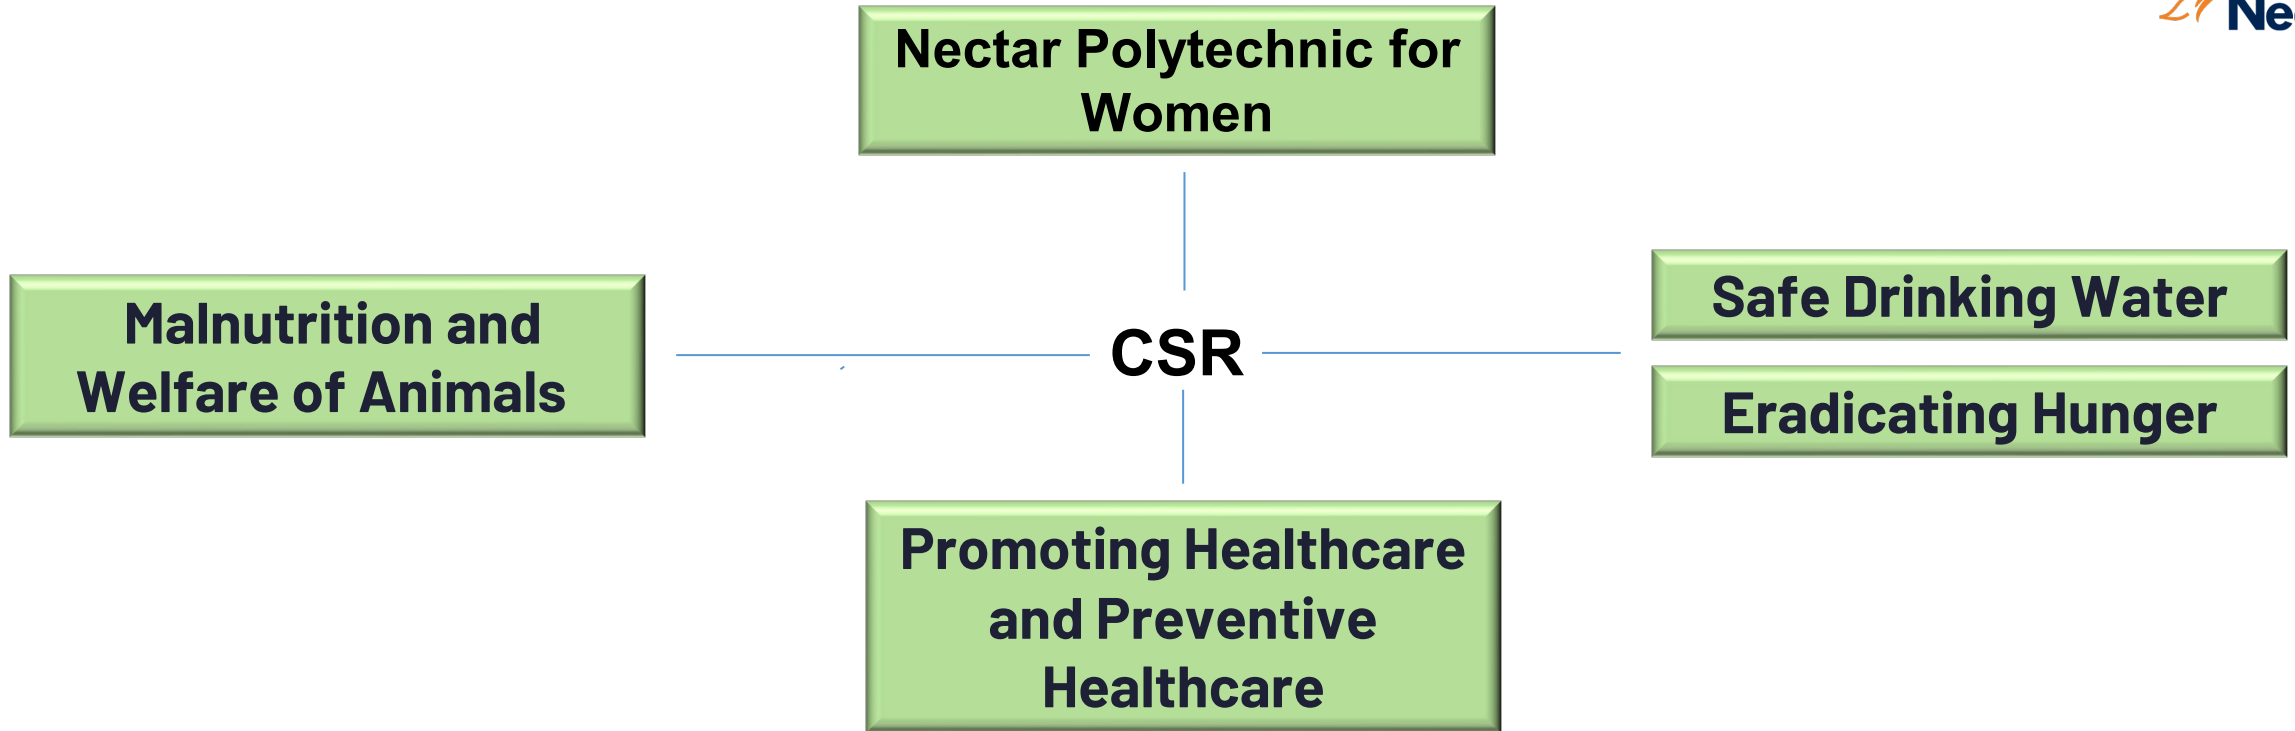 Nectar Polytechnic for
Women
Malnutrition and
Welfare of Animals
CSR
Safe Drinking Water
Eradicating Hunger
Promoting Healthcare
and Preventive
Healthcare